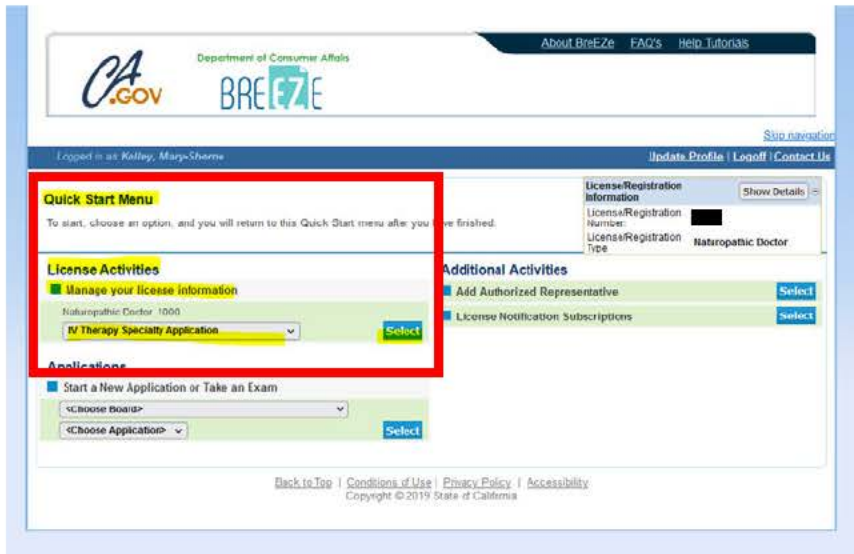 About BreEZe FAQ's Help Tutorials
CA.GOV
Department of Consumer Affairs
BREEZE
Skip navigation
Logged in as Kelley, Mary-Sherne
Update Profile | Logoff | Contact Us
Quick Start Menu
To start, choose an option, and you will return to this Quick Start menu after you have finished.
License/Registration Information
Show Details
License/Registration Number:
License/Registration Type
Naturopathic Doctor
License Activities
Manage your license information
Naturopathic Doctor 1000
IV Therapy Specialty Application
Select
Additional Activities
Add Authorized Representative Select
License Notification Subscriptions Select
Applications
Start a New Application or Take an Exam
<Choose Board>
<Choose Application> Select
Back to Top | Conditions of Use | Privacy Policy | Accessibility
Copyright © 2019 State of California